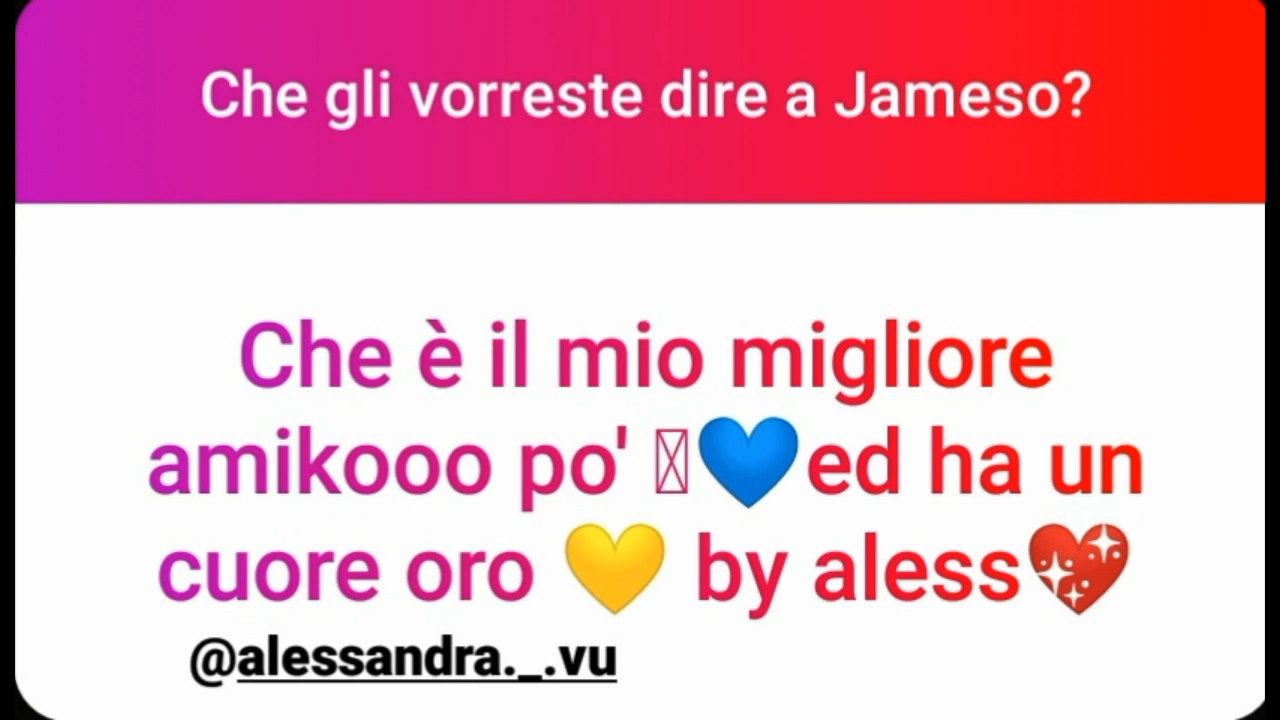 Che gli vorreste dire a Jameso?
Che è il mio migliore
amikooo po' 💙ed ha un
cuore oro 💛 by aless💖
@alessandra._.vu